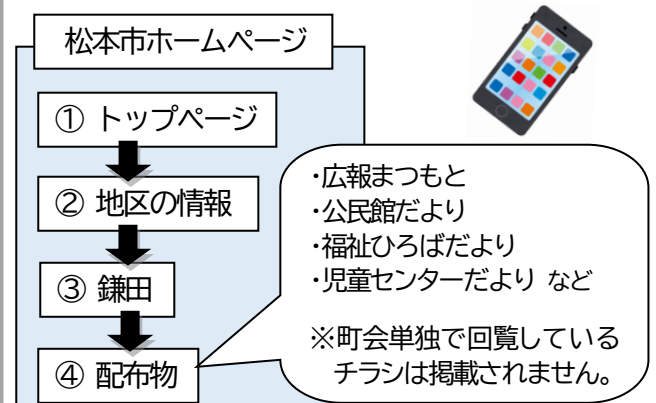 松本市ホームページ
① トップページ
② 地区の情報
③ 鎌田
④ 配布物
・広報まつもと
・公民館だより
・福祉ひろばだより
・児童センターだより など
※町会単独で回覧している
チラシは掲載されません。